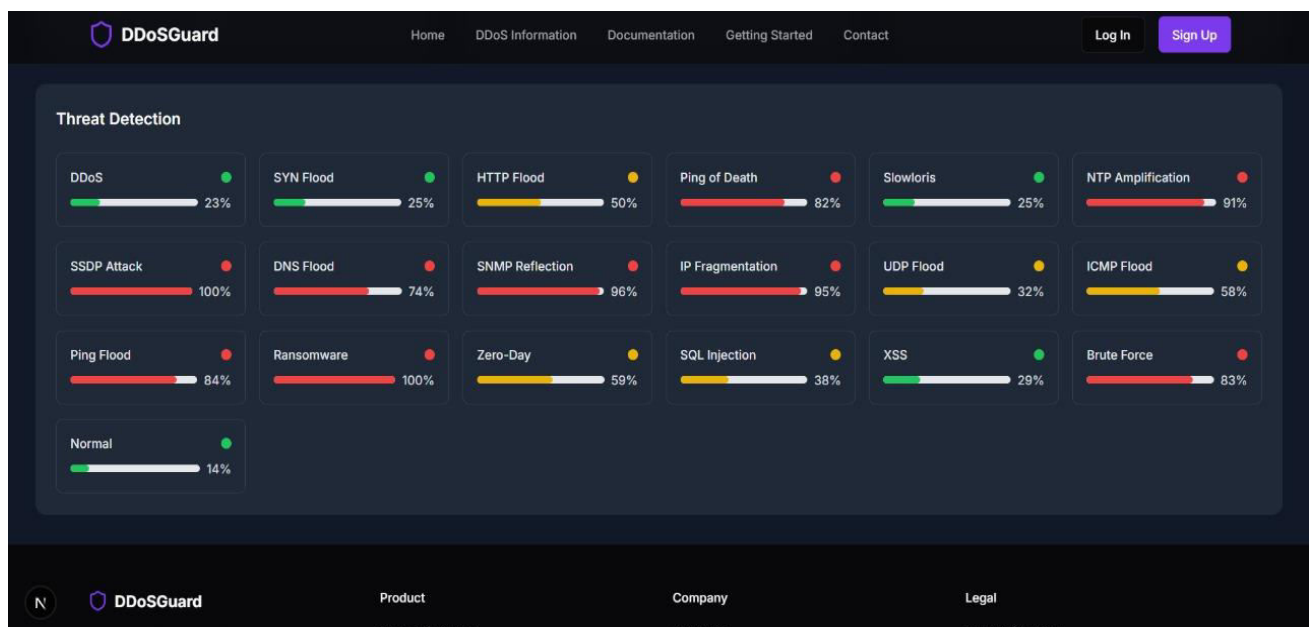 DDoSGuard Home DDoS Information Documentation Getting Started Contact Log In Sign Up
Threat Detection
DDoS SYN Flood HTTP Flood Ping of Death Slowloris NTP Amplification
23% 25% 50% 82% 25% 91%
SSDP Attack DNS Flood SNMP Reflection IP Fragmentation UDP Flood ICMP Flood
100% 74% 96% 95% 32% 58%
Ping Flood Ransomware Zero-Day SQL Injection XSS Brute Force
84% 100% 59% 38% 29% 83%
Normal
14%
N DDoSGuard Product Company Legal